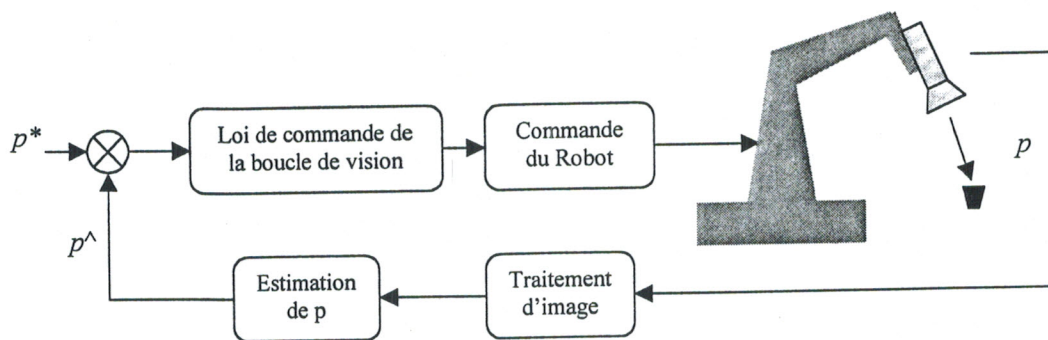 p*
Loi de commande de
la boucle de vision
Commande
du Robot
p
p^
Estimation
de p
Traitement
d'image